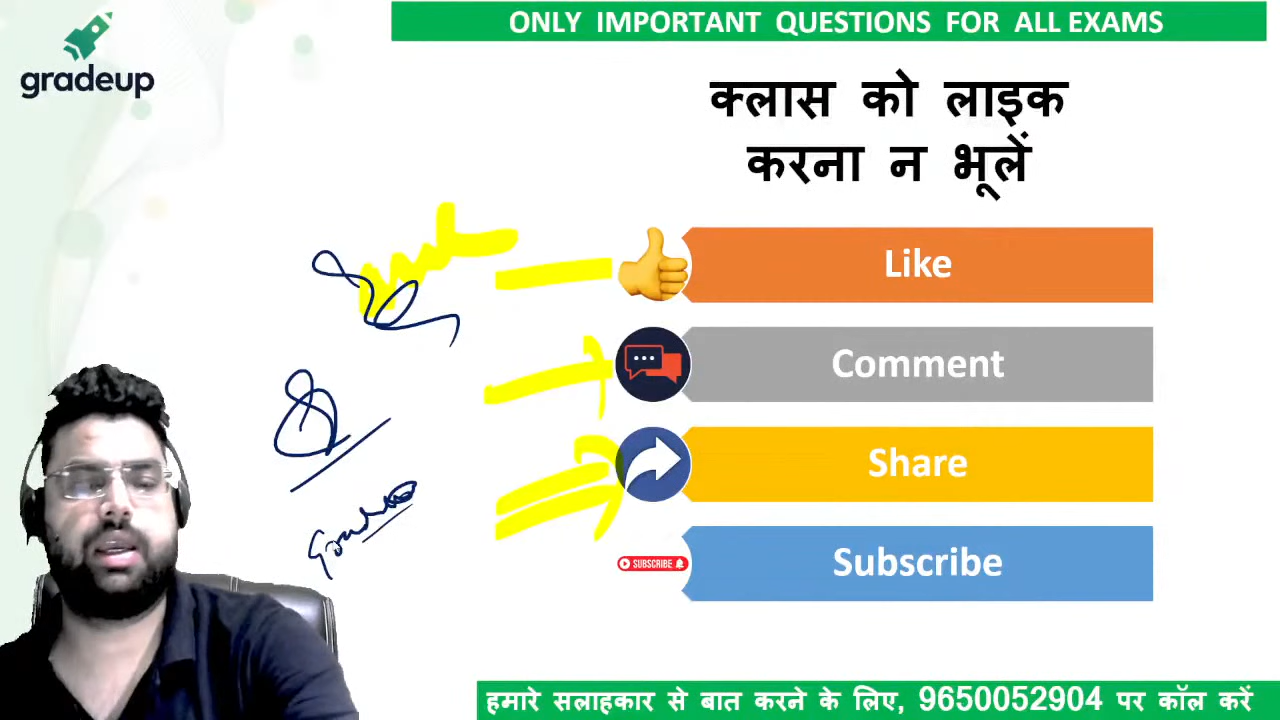 ONLY IMPORTANT QUESTIONS FOR ALL EXAMS
gradeup
क्लास को लाइक
करना न भूलें
Like
Comment
Share
SUBSCRIBE
Subscribe
हमारे सलाहकार से बात करने के लिए, 9650052904 पर कॉल करें